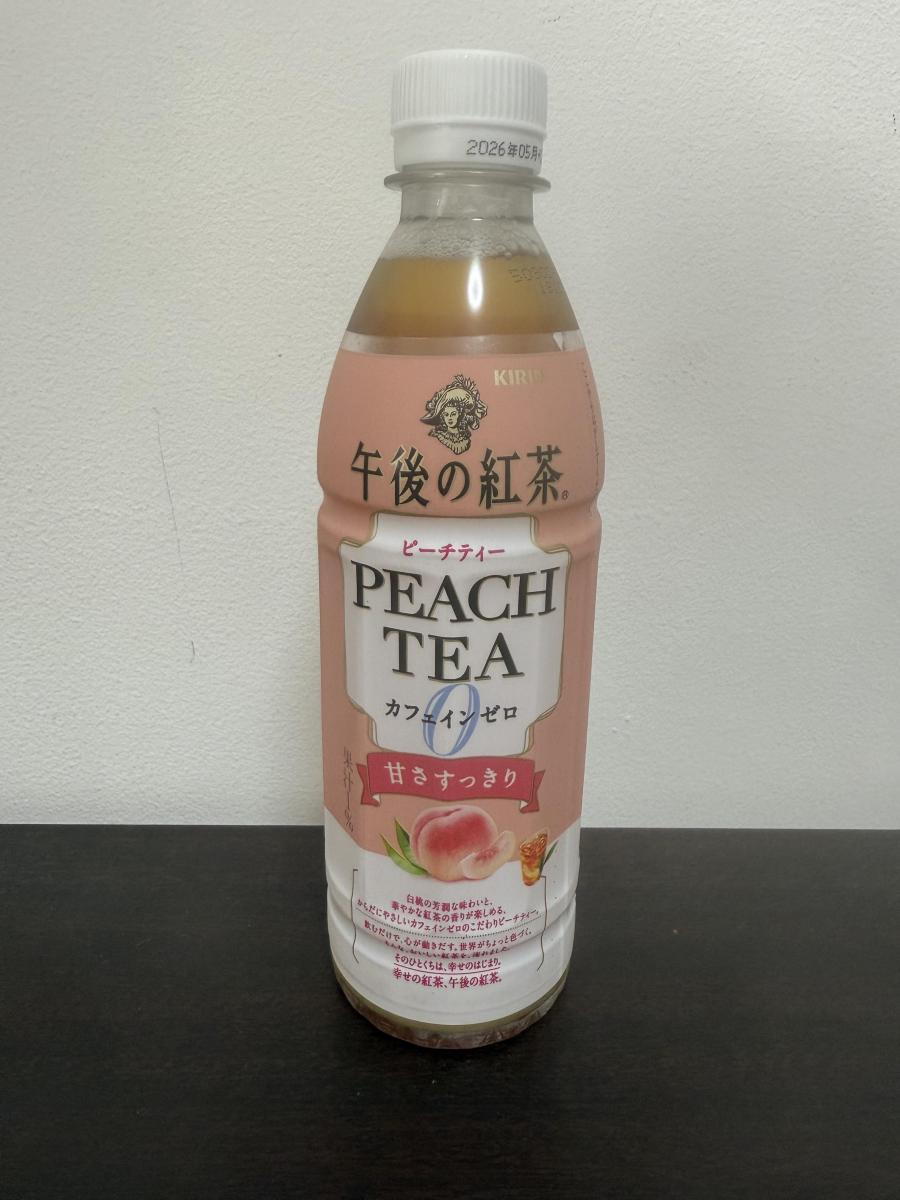 2026年05月
KIRIN
午後の紅茶®
ピーチティー
PEACH
TEA
0
カフェインゼロ
甘さすっきり
果汁1%
白桃の芳潤な味わいと、
華やかな紅茶の香りが楽しめる、
からだにやさしいカフェインゼロのこだわりピーチティー。
飲むだけで、心が動きだす。世界がちょっと色づく。
そのひとくちは、幸せのはじまり。
幸せの紅茶、午後の紅茶。